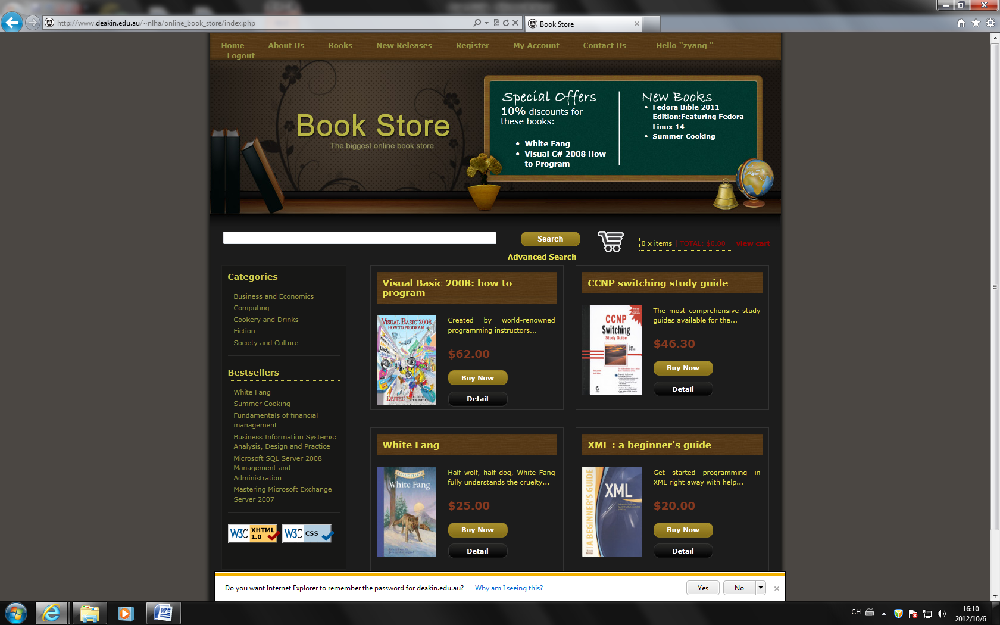 http://www.deakin.edu.au/~nlha/online_book_store/index.php
Book Store
Home About Us Books New Releases Register My Account Contact Us Hello "zyang "
Logout
Book Store
The biggest online book store
Special Offers
10% discounts for
these books:
White Fang
Visual C# 2008 How
to Program
New Books
Fedora Bible 2011
Edition:Featuring Fedora
Linux 14
Summer Cooking
Search
Advanced Search
0 x items | TOTAL: $0.00 view cart
Categories
Business and Economics
Computing
Cookery and Drinks
Fiction
Society and Culture
Bestsellers
White Fang
Summer Cooking
Fundamentals of financial
management
Business Information Systems:
Analysis, Design and Practice
Microsoft SQL Server 2008
Management and
Administration
Mastering Microsoft Exchange
Server 2007
W3C XHTML
1.0
W3C CSS
Visual Basic 2008: how to
program
VISUAL BASIC 2008
HOW TO PROGRAM
DEITEL
Created by world-renowned
programming instructors...
$62.00
Buy Now
Detail
CCNP switching study guide
CCNP
Switching
Study Guide
The most comprehensive study
guides available for the...
$46.30
Buy Now
Detail
White Fang
CLASSIC STARTS
White Fang
Half wolf, half dog, White Fang
fully understands the cruelty...
$25.00
Buy Now
Detail
XML : a beginner's guide
A BEGINNER'S GUIDE
XML
Get started programming in
XML right away with help...
$20.00
Buy Now
Detail
Do you want Internet Explorer to remember the password for deakin.edu.au? Why am I seeing this?
Yes
No
CH
16:10
2012/10/6